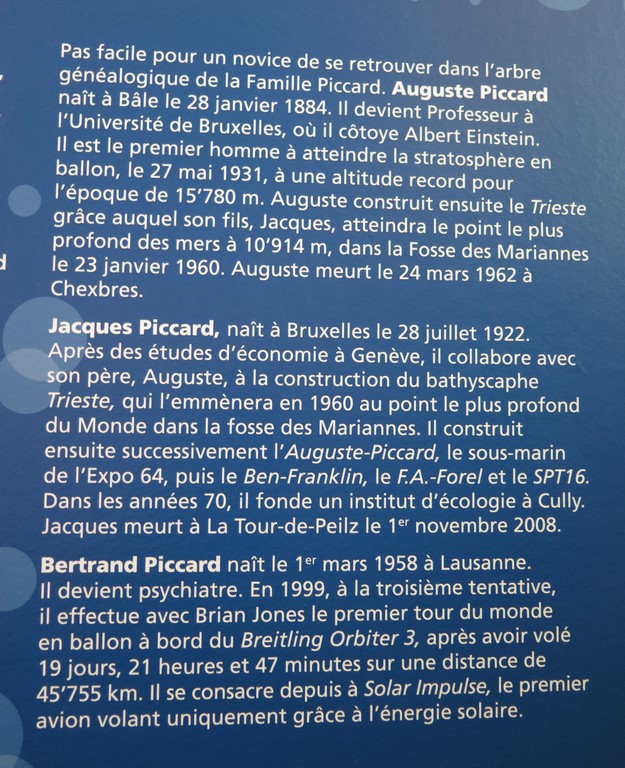 Pas facile pour un novice de se retrouver dans l'arbre
généalogique de la Famille Piccard. Auguste Piccard
naît à Bâle le 28 janvier 1884. Il devient Professeur à
l'Université de Bruxelles, où il côtoye Albert Einstein.
Il est le premier homme à atteindre la stratosphère en
ballon, le 27 mai 1931, à une altitude record pour
l'époque de 15'780 m. Auguste construit ensuite le Trieste
grâce auquel son fils, Jacques, atteindra le point le plus
profond des mers à 10'914 m, dans la Fosse des Mariannes
le 23 janvier 1960. Auguste meurt le 24 mars 1962 à
Chexbres.
Jacques Piccard, naît à Bruxelles le 28 juillet 1922.
Après des études d'économie à Genève, il collabore avec
son père, Auguste, à la construction du bathyscaphe
Trieste, qui l'emmènera en 1960 au point le plus profond
du Monde dans la fosse des Mariannes. Il construit
ensuite successivement l'Auguste-Piccard, le sous-marin
de l'Expo 64, puis le Ben-Franklin, le F.A.-Forel et le SPT16.
Dans les années 70, il fonde un institut d'écologie à Cully.
Jacques meurt à La Tour-de-Peilz le 1er novembre 2008.
Bertrand Piccard naît le 1er mars 1958 à Lausanne.
Il devient psychiatre. En 1999, à la troisième tentative,
il effectue avec Brian Jones le premier tour du monde
en ballon à bord du Breitling Orbiter 3, après avoir volé
19 jours, 21 heures et 47 minutes sur une distance de
45'755 km. Il se consacre depuis à Solar Impulse, le premier
avion volant uniquement grâce à l'énergie solaire.